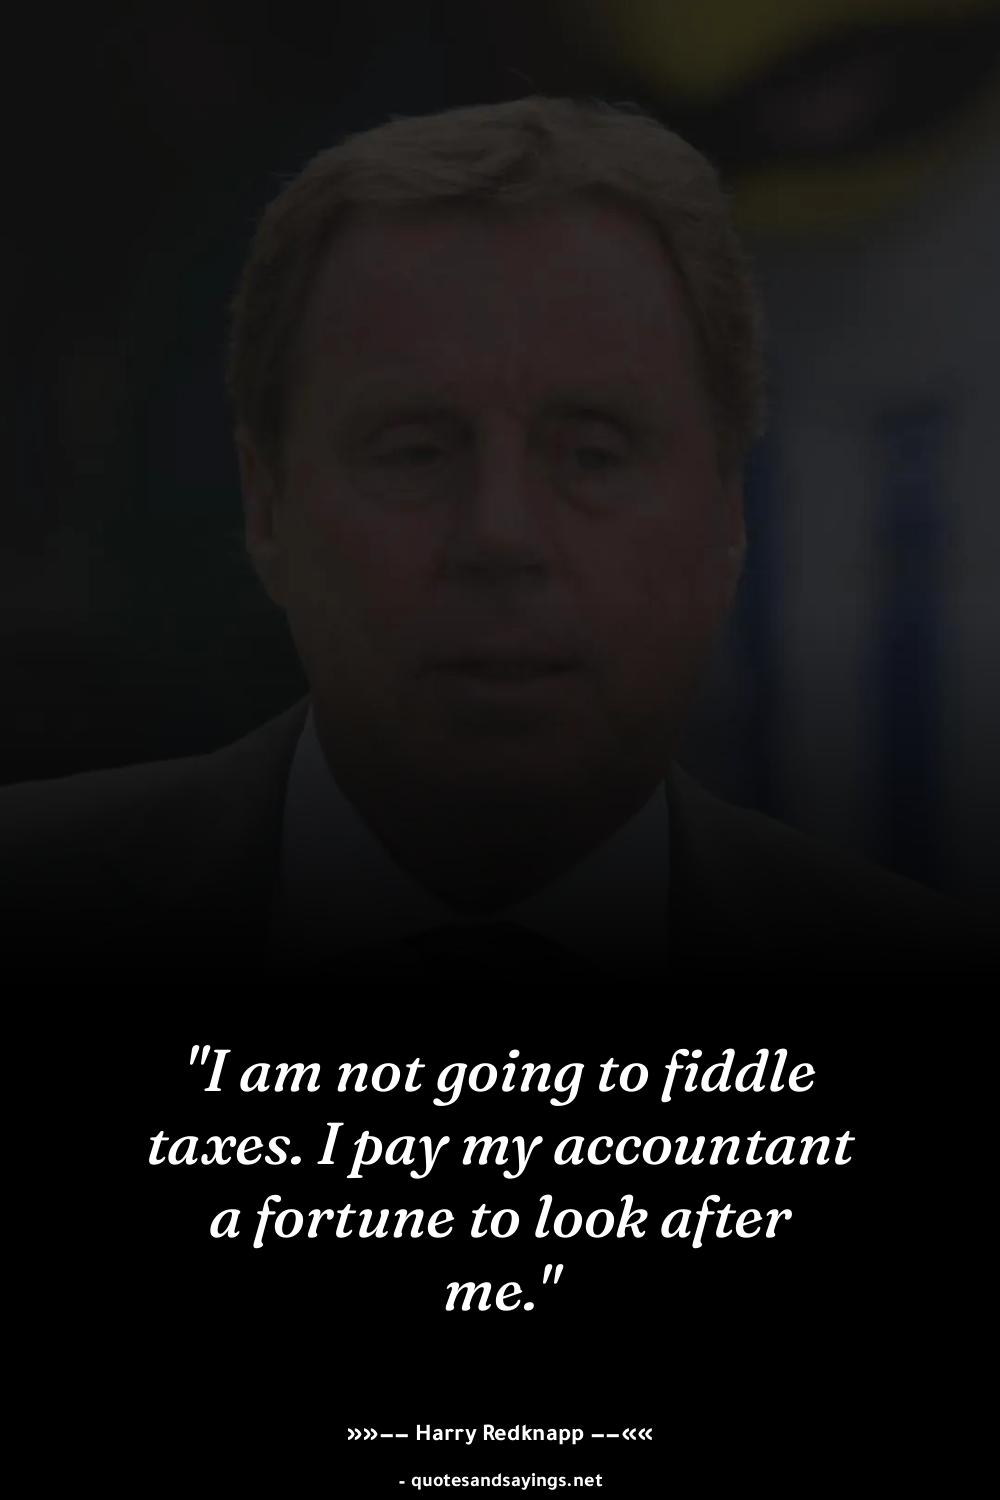 "I am not going to fiddle
taxes. I pay my accountant
a fortune to look after
me."
»»–– Harry Redknapp ––««
- quotesandsayings.net